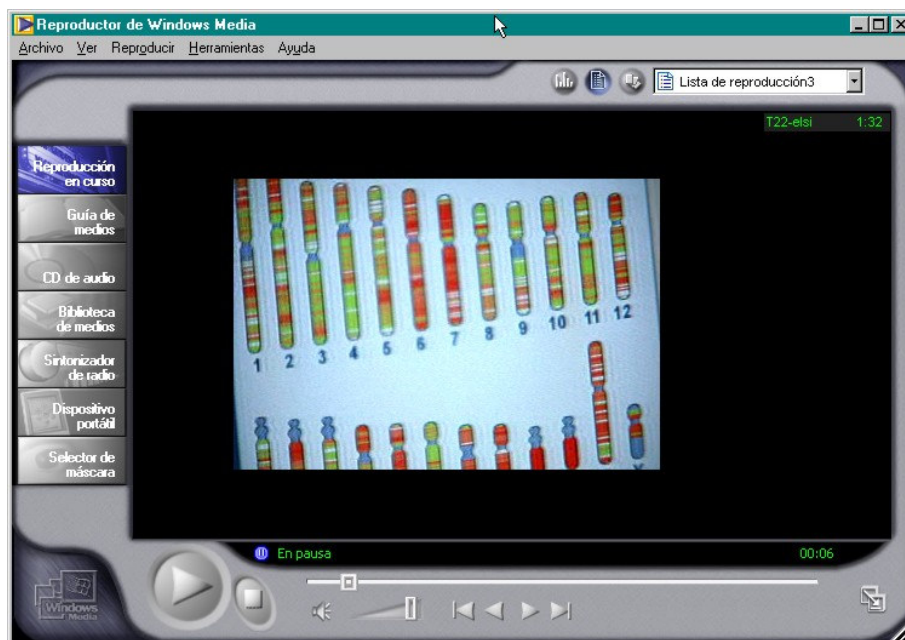 Reproductor de Windows Media
Archivo Ver Reproducir Herramientas Ayuda
Lista de reproducción3
T22-elsi 1:32
Reproducción
en curso
Guía de
medios
CD de audio
Biblioteca
de medios
Sintonizador
de radio
Dispositivo
portátil
Selector de
máscara
1 2 3 4 5 6 7 8 9 10 11 12
En pausa 00:06
Windows
Media